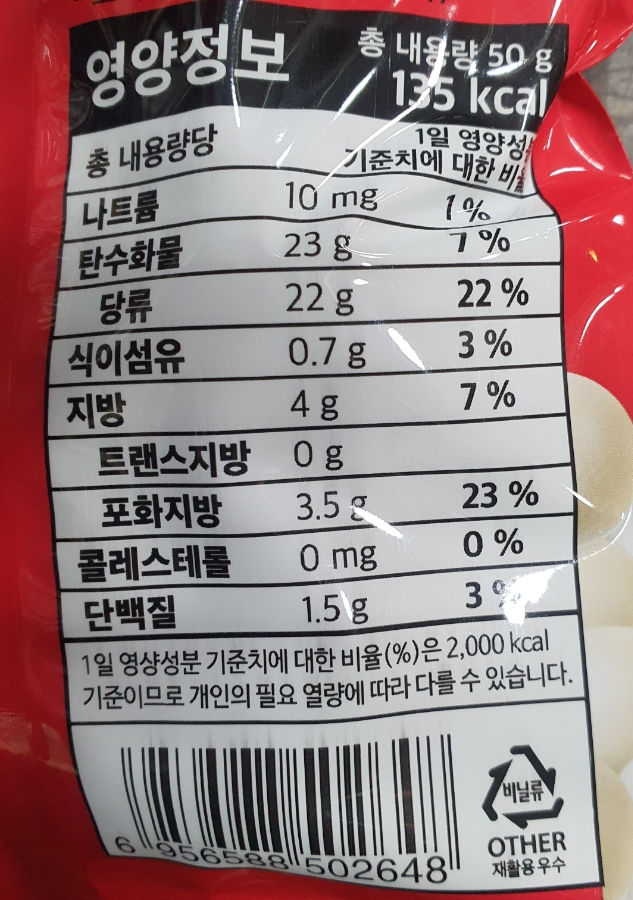 영양정보
총 내용량 50 g
135 kcal
총 내용량당
1일 영양성
기준치에 대한 비율
나트륨 10 mg 1 %
탄수화물 23 g 7 %
당류 22 g 22 %
식이섬유 0.7 g 3 %
지방 4 g 7 %
트랜스지방 0 g
포화지방 3.5 g 23 %
콜레스테롤 0 mg 0 %
단백질 1.5 g 3 %
1일 영양성분 기준치에 대한 비율(%)은 2,000 kcal
기준이므로 개인의 필요 열량에 따라 다를 수 있습니다.
비닐류
OTHER
재활용우수
6 956588 502648